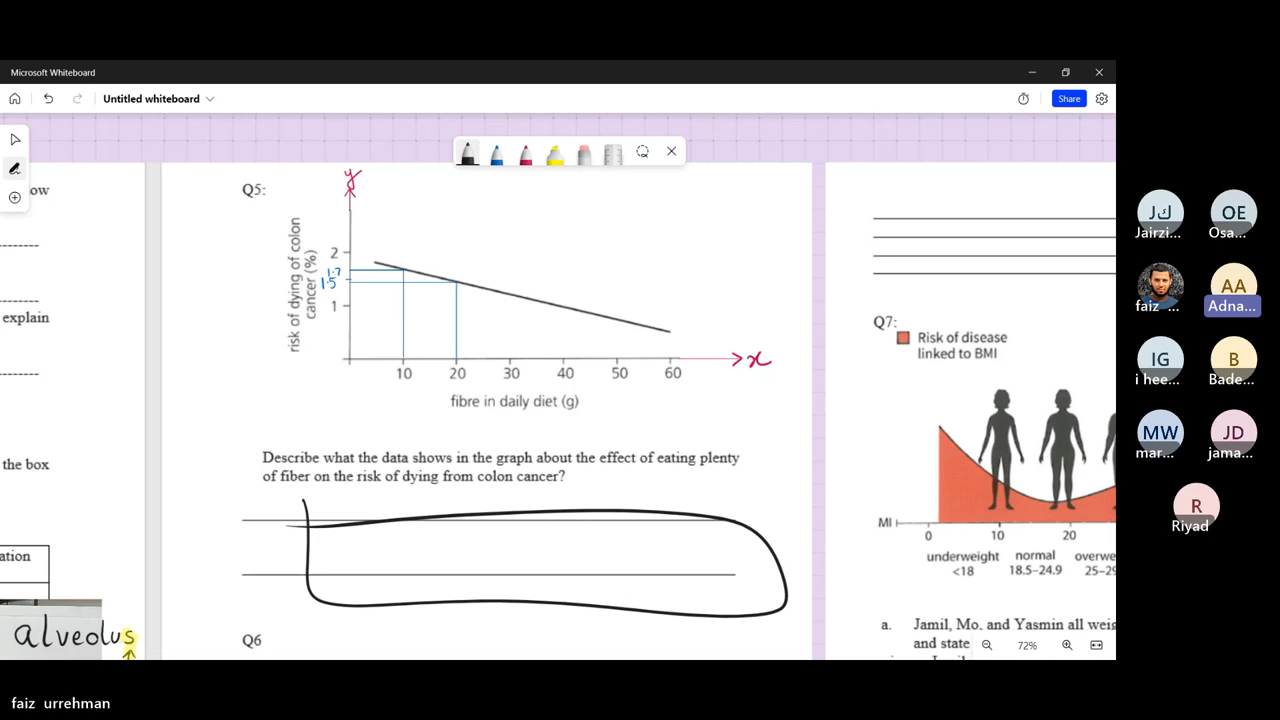 Microsoft Whiteboard
Untitled whiteboard
Share
ow
explain
the box
ation
alveolus
Q5:
y
risk of dying of colon
cancer (%)
2
1.7
1.5
1
10 20 30 40 50 60
x
fibre in daily diet (g)
Describe what the data shows in the graph about the effect of eating plenty
of fiber on the risk of dying from colon cancer?
Q6
Q7:
Risk of disease
linked to BMI
MI
0 10 20
underweight normal overwe
<18 18.5–24.9 25–29
a. Jamil, Mo, and Yasmin all weig
and state
72%
Jairzi...
OE
Osa...
faiz ...
AA
Adna...
IG
i hee...
B
Bade...
MW
mar...
JD
jama...
R
Riyad
faiz urrehman